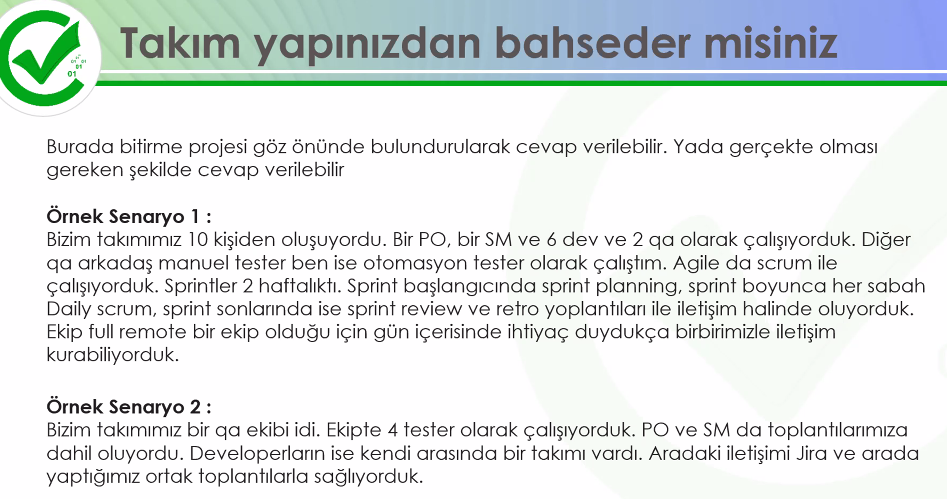 Takım yapınızdan bahseder misiniz
01 01
01
01
Burada bitirme projesi göz önünde bulundurularak cevap verilebilir. Yada gerçekte olması
gereken şekilde cevap verilebilir
Örnek Senaryo 1 :
Bizim takımımız 10 kişiden oluşuyordu. Bir PO, bir SM ve 6 dev ve 2 qa olarak çalışıyorduk. Diğer
qa arkadaş manuel tester ben ise otomasyon tester olarak çalıştım. Agile da scrum ile
çalışıyorduk. Sprintler 2 haftalıktı. Sprint başlangıcında sprint planning, sprint boyunca her sabah
Daily scrum, sprint sonlarında ise sprint review ve retro yoplantıları ile iletişim halinde oluyorduk.
Ekip full remote bir ekip olduğu için gün içerisinde ihtiyaç duydukça birbirimizle iletişim
kurabiliyorduk.
Örnek Senaryo 2 :
Bizim takımımız bir qa ekibi idi. Ekipte 4 tester olarak çalışıyorduk. PO ve SM da toplantılarımıza
dahil oluyordu. Developerların ise kendi arasında bir takımı vardı. Aradaki iletişimi Jira ve arada
yaptığımız ortak toplantılarla sağlıyorduk.